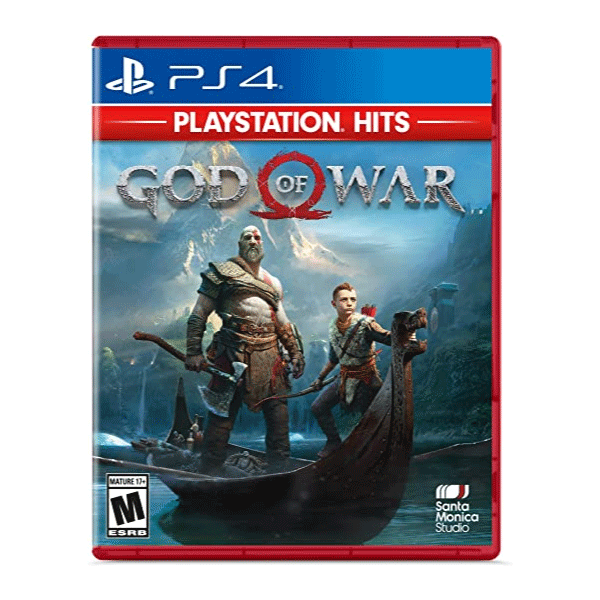 PS4
PLAYSTATION HITS
GOD OF WAR
MATURE 17+
M
ESRB
Santa
Monica
Studio